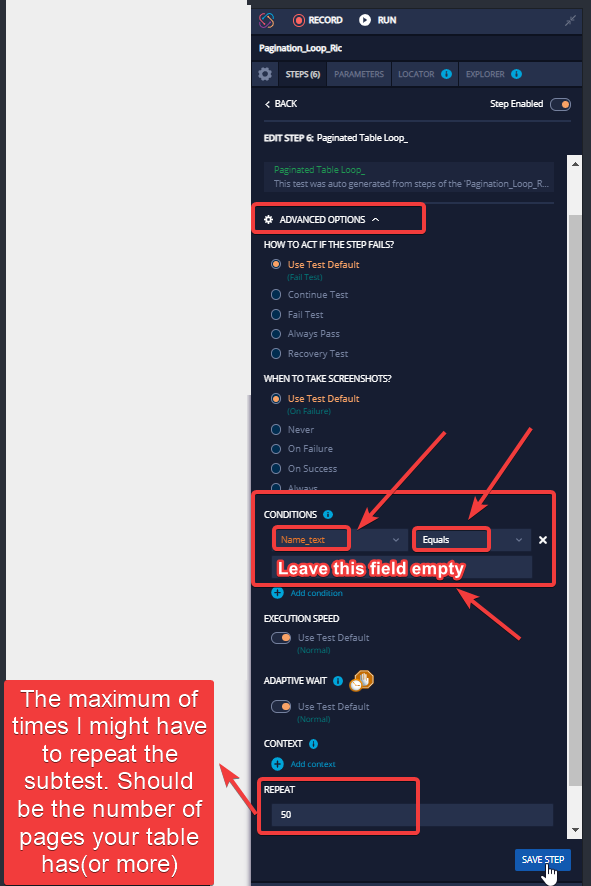 RECORD RUN
Pagination_Loop_Ric
STEPS (6) PARAMETERS LOCATOR EXPLORER
BACK Step Enabled
EDIT STEP 6: Paginated Table Loop_
Paginated Table Loop_
This test was auto generated from steps of the 'Pagination_Loop_R...
ADVANCED OPTIONS
HOW TO ACT IF THE STEP FAILS?
Use Test Default
(Fail Test)
Continue Test
Fail Test
Always Pass
Recovery Test
WHEN TO TAKE SCREENSHOTS?
Use Test Default
(On Failure)
Never
On Failure
On Success
Always
CONDITIONS
Name_text Equals
Leave this field empty
Add condition
EXECUTION SPEED
Use Test Default
(Normal)
ADAPTIVE WAIT
Use Test Default
(Normal)
CONTEXT
Add context
REPEAT
50
SAVE STEP
The maximum of
times I might have
to repeat the
subtest. Should
be the number of
pages your table
has(or more)